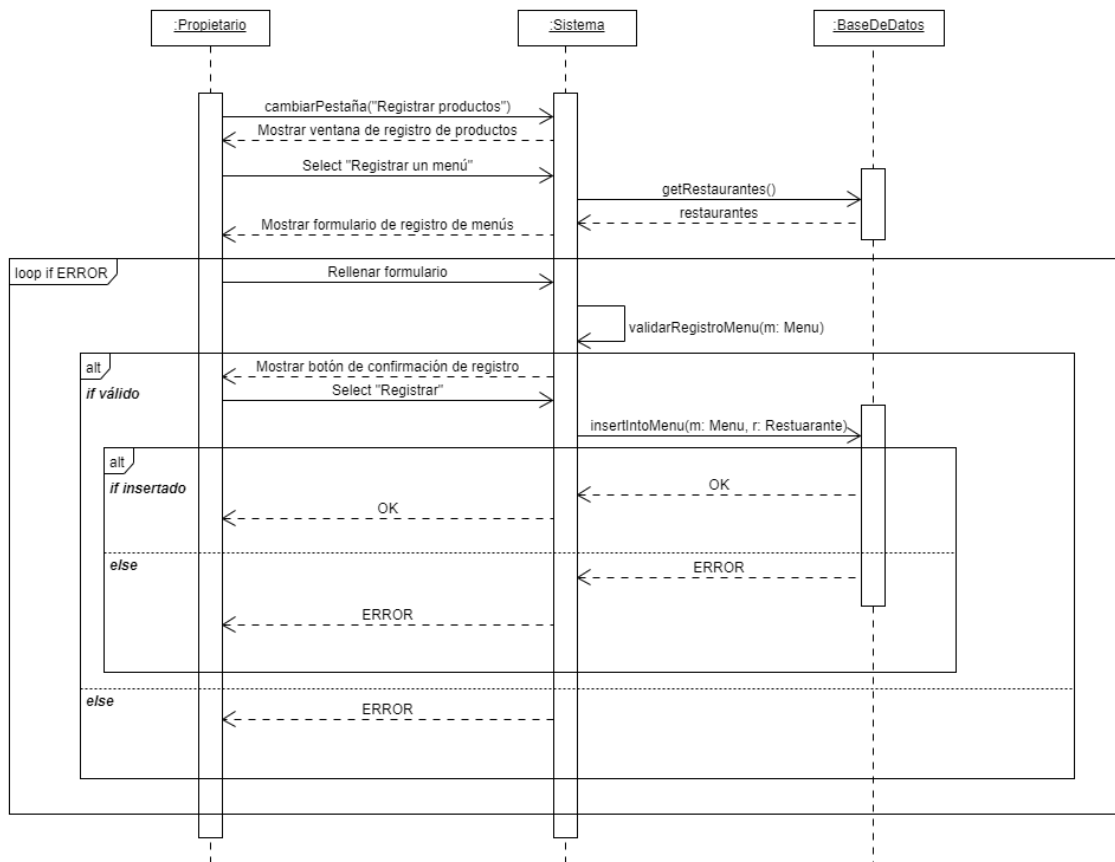 :Propietario
:Sistema
:BaseDeDatos
cambiarPestaña("Registrar productos")
Mostrar ventana de registro de productos
Select "Registrar un menú"
getRestaurantes()
restaurantes
Mostrar formulario de registro de menús
loop if ERROR
Rellenar formulario
validarRegistroMenu(m: Menu)
alt
Mostrar botón de confirmación de registro
if válido
Select "Registrar"
insertIntoMenu(m: Menu, r: Restuarante)
alt
if insertado
OK
OK
else
ERROR
ERROR
else
ERROR